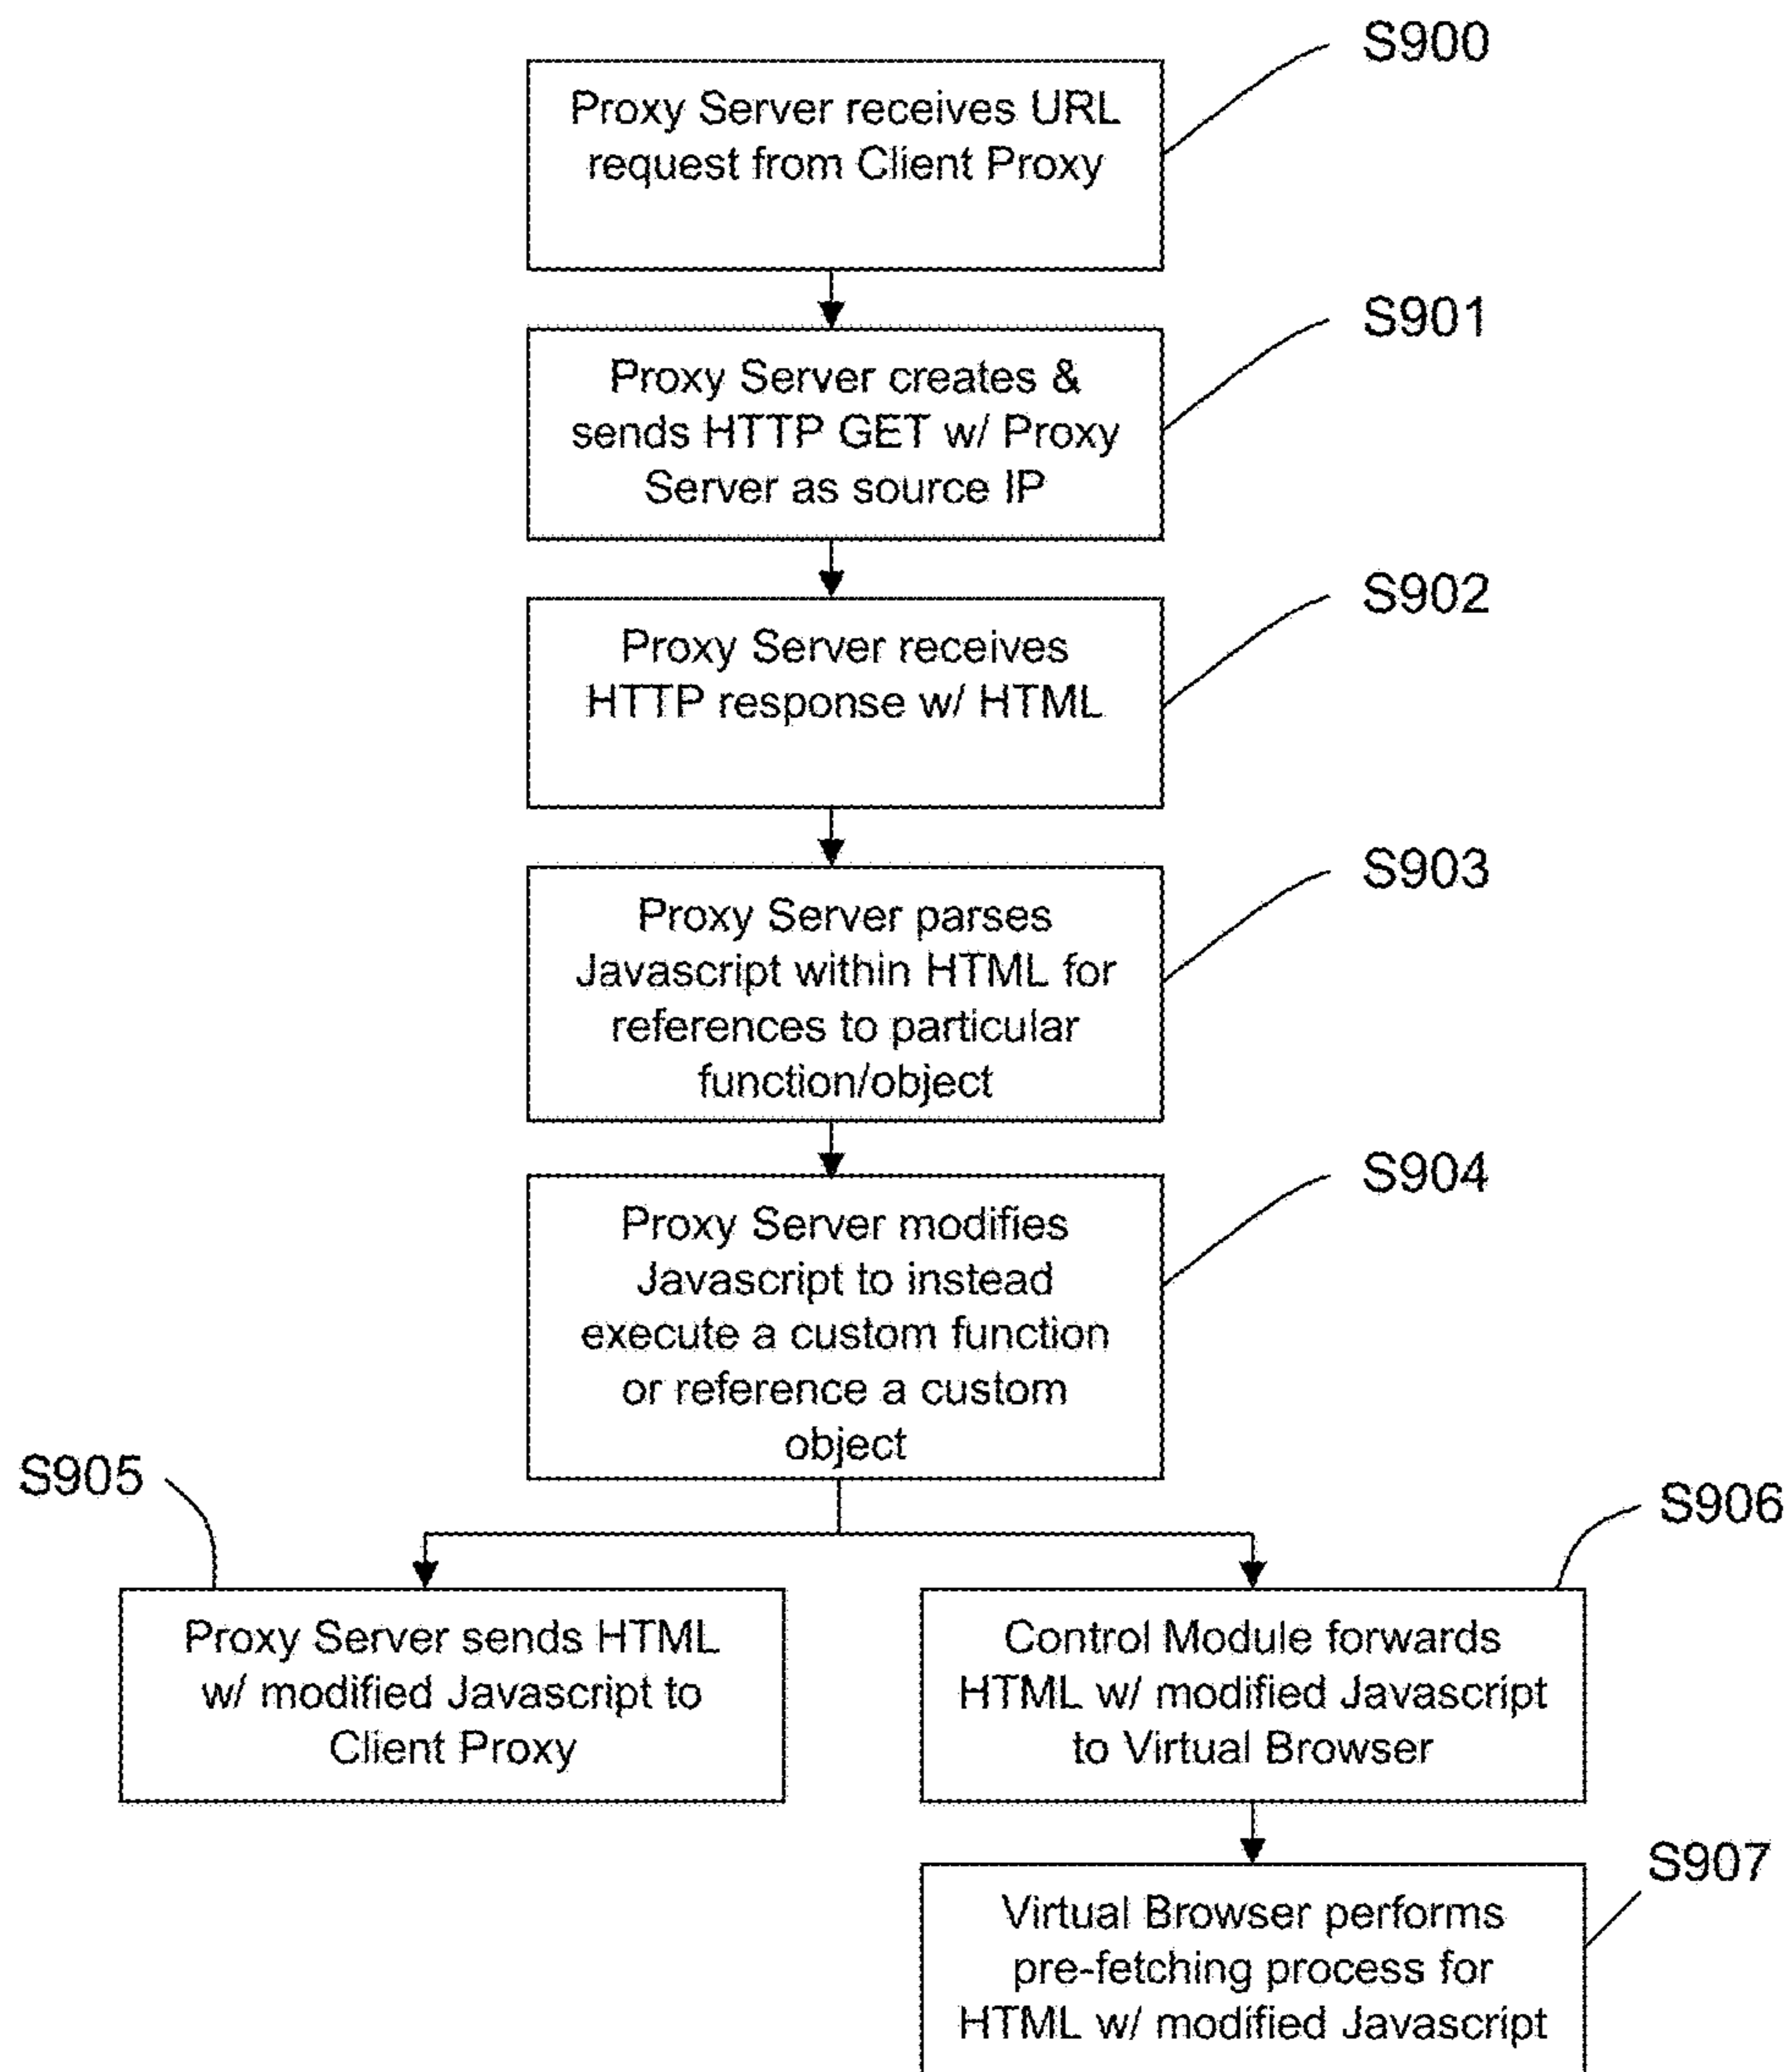 S900
Proxy Server receives URL
request from Client Proxy
S901
Proxy Server creates &
sends HTTP GET w/ Proxy
Server as source IP
S902
Proxy Server receives
HTTP response w/ HTML
S903
Proxy Server parses
Javascript within HTML for
references to particular
function/object
S904
Proxy Server modifies
Javascript to instead
execute a custom function
or reference a custom
object
S905
Proxy Server sends HTML
w/ modified Javascript to
Client Proxy
S906
Control Module forwards
HTML w/ modified Javascript
to Virtual Browser
S907
Virtual Browser performs
pre-fetching process for
HTML w/ modified Javascript